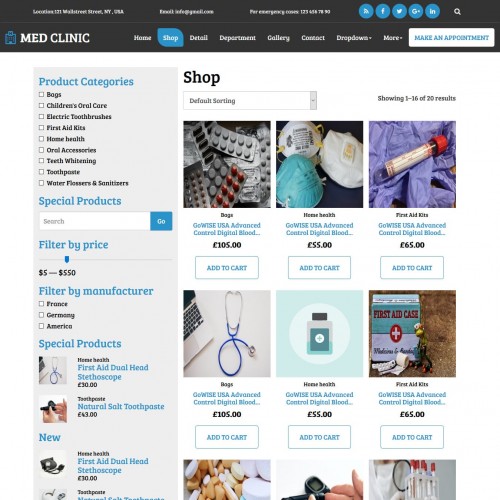 Location:121 Wallstreet Street, NY , USA
Email: info@gmail.com
For emergency cases: 123 456 78 90
MED CLINIC
Home
Shop
Detail
Department
Gallery
Contact
Dropdown
More
MAKE AN APPOINTMENT
Product Categories
Bags
Children's Oral Care
Electric Toothbrushes
First Aid Kits
Home health
Oral Accessories
Teeth Whitening
Toothpaste
Water Flossers & Sanitizers
Special Products
Search
Go
Filter by price
$5 — $550
Filter by manufacturer
France
Germany
America
Special Products
Home health
First Aid Dual Head
Stethoscope
£30.00
Toothpaste
Natural Salt Toothpaste
£43.00
New
Home health
First Aid Dual Head
Stethoscope
£30.00
Toothpaste
Natural Salt Toothpaste
Shop
Default Sorting
Showing 1–16 of 20 results
Bags
GoWISE USA Advanced
Control Digital Blood...
£105.00
ADD TO CART
Home health
GoWISE USA Advanced
Control Digital Blood...
£55.00
ADD TO CART
First Aid Kits
GoWISE USA Advanced
Control Digital Blood...
£65.00
ADD TO CART
FIRST AID CASE
Bags
GoWISE USA Advanced
Control Digital Blood...
£105.00
ADD TO CART
Home health
GoWISE USA Advanced
Control Digital Blood...
£55.00
ADD TO CART
First Aid Kits
GoWISE USA Advanced
Control Digital Blood...
£65.00
ADD TO CART